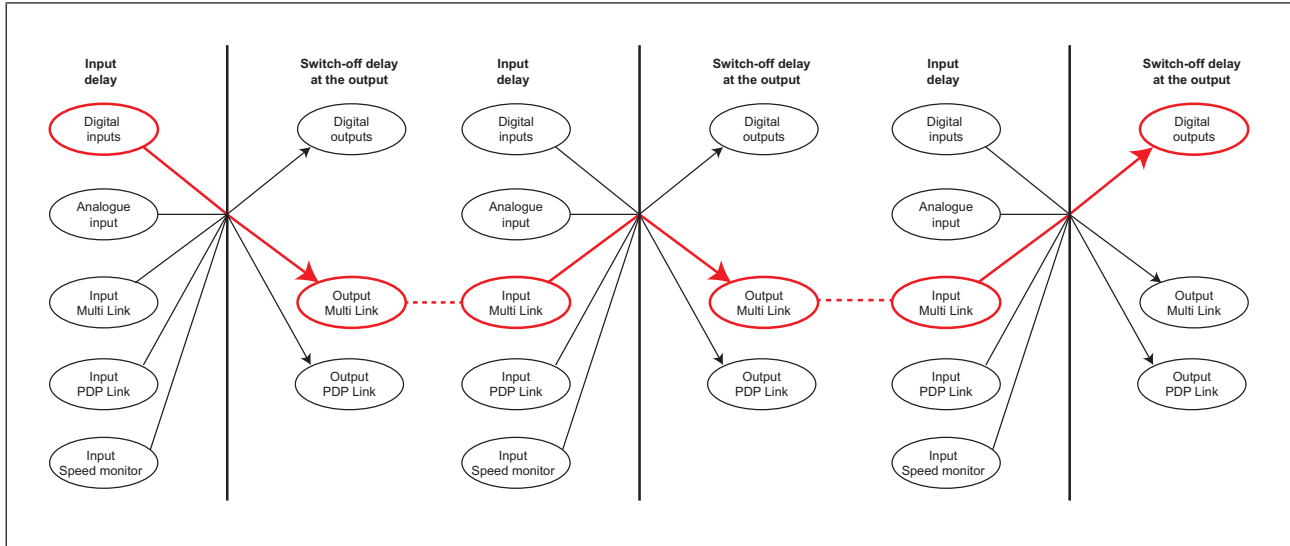 Input
delay
Switch-off delay
at the output
Digital
inputs
Digital
outputs
Analogue
input
Input
Multi Link
Output
Multi Link
Input
PDP Link
Output
PDP Link
Input
Speed monitor
Input
delay
Switch-off delay
at the output
Digital
inputs
Digital
outputs
Analogue
input
Input
Multi Link
Output
Multi Link
Input
PDP Link
Output
PDP Link
Input
Speed monitor
Input
delay
Switch-off delay
at the output
Digital
inputs
Digital
outputs
Analogue
input
Input
Multi Link
Output
Multi Link
Input
PDP Link
Output
PDP Link
Input
Speed monitor